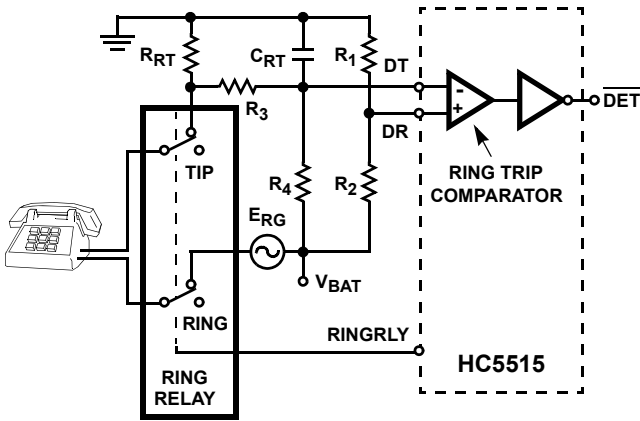 R_RT
C_RT
R_1
DT
R_3
DR
-
+
DET
TIP
R_4
R_2
RING TRIP
COMPARATOR
E_RG
V_BAT
RING
RINGRLY
HC5515
RING
RELAY